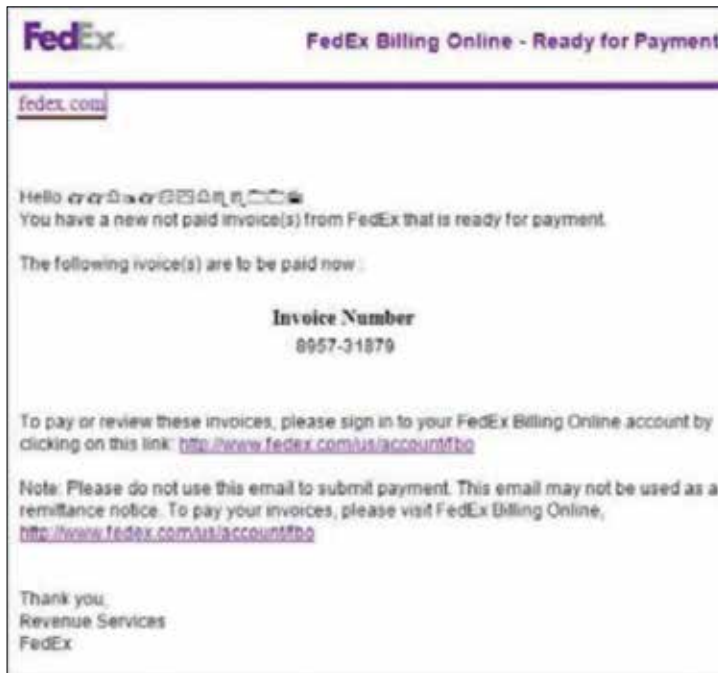 FedEx
FedEx Billing Online - Ready for Payment
fedex.com
Hello
You have a new not paid invoice(s) from FedEx that is ready for payment.
The following ivoice(s) are to be paid now :
Invoice Number
8957-31879
To pay or review these invoices, please sign in to your FedEx Billing Online account by
clicking on this link: http://www.fedex.com/us/account/fbo
Note: Please do not use this email to submit payment. This email may not be used as a
remittance notice. To pay your invoices, please visit FedEx Billing Online,
http://www.fedex.com/us/account/fbo
Thank you,
Revenue Services
FedEx